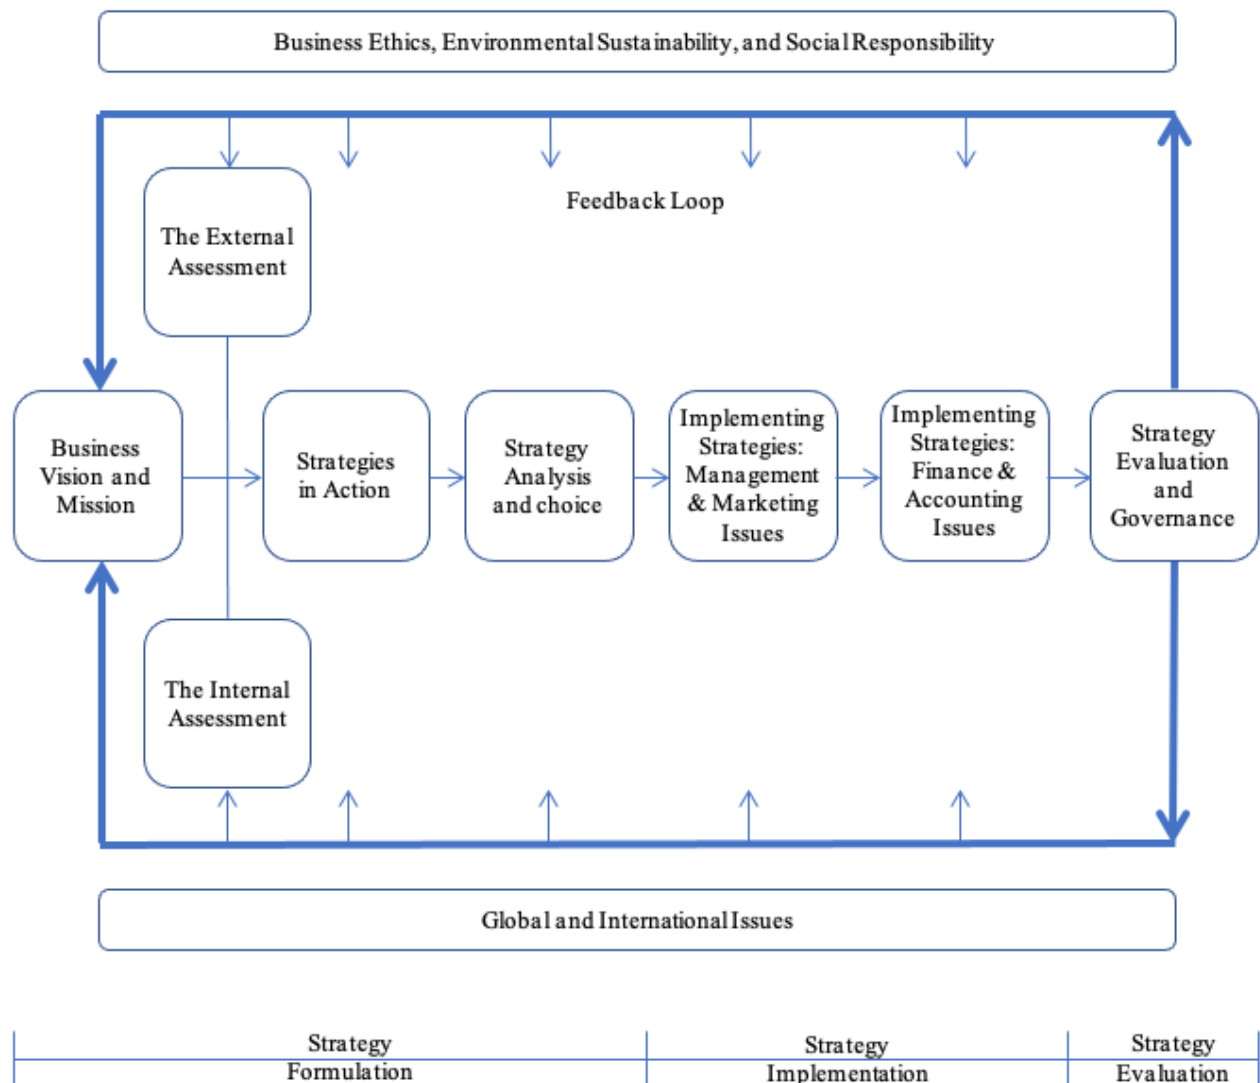 Business Ethics, Environmental Sustainability, and Social Responsibility
Feedback Loop
The External
Assessment
Business
Vision and
Mission
Strategies
in Action
Strategy
Analysis
and choice
Implementing
Strategies:
Management
& Marketing
Issues
Implementing
Strategies:
Finance &
Accounting
Issues
Strategy
Evaluation
and
Governance
The Internal
Assessment
Global and International Issues
Strategy
Formulation
Strategy
Implementation
Strategy
Evaluation